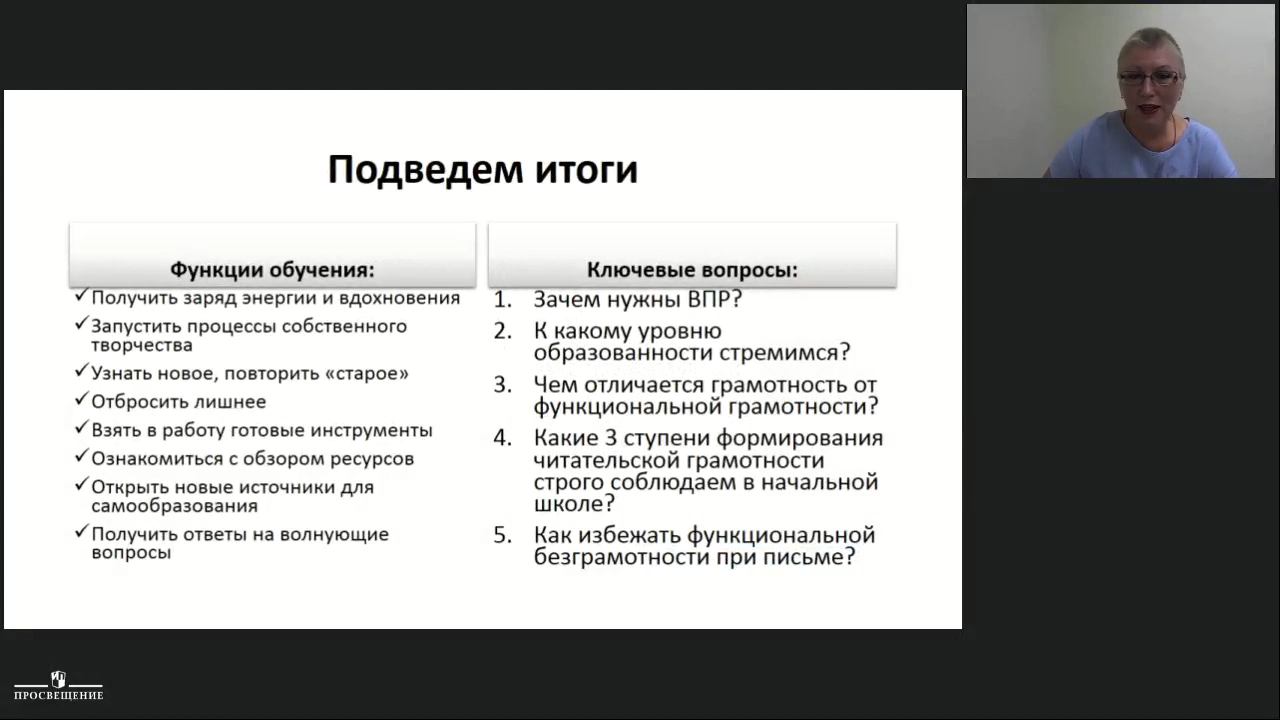 Подведем итоги
Функции обучения:
✓Получить заряд энергии и вдохновения
✓Запустить процессы собственного
творчества
✓Узнать новое, повторить «старое»
✓Отбросить лишнее
✓Взять в работу готовые инструменты
✓Ознакомиться с обзором ресурсов
✓Открыть новые источники для
самообразования
✓Получить ответы на волнующие
вопросы
Ключевые вопросы:
1. Зачем нужны ВПР?
2. К какому уровню
образованности стремимся?
3. Чем отличается грамотность от
функциональной грамотности?
4. Какие 3 ступени формирования
читательской грамотности
строго соблюдаем в начальной
школе?
5. Как избежать функциональной
безграмотности при письме?
ПРОСВЕЩЕНИЕ